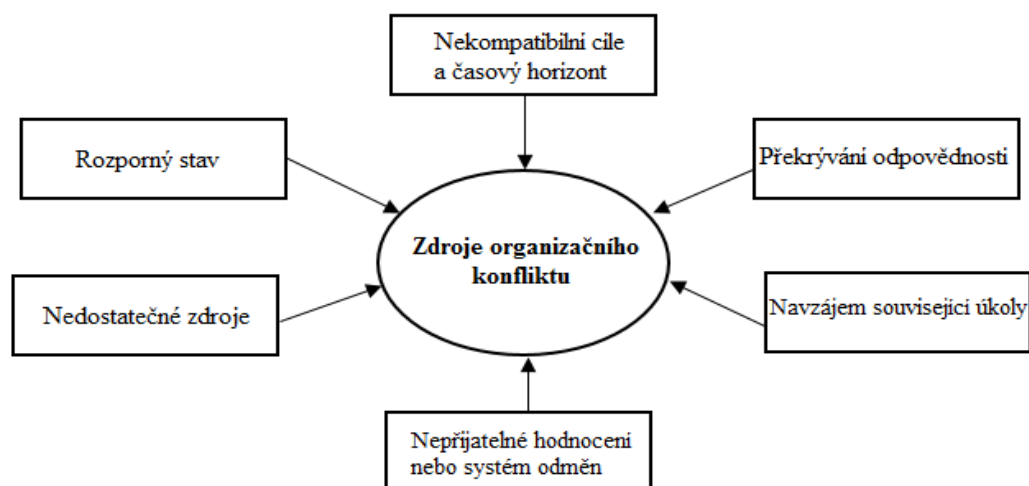 Nekompatibilní cíle
a časový horizont
Rozporný stav
Překrývání odpovědnosti
Zdroje organizačního
konfliktu
Nedostatečné zdroje
Navzájem související úkoly
Nepřijatelné hodnocení
nebo systém odměn